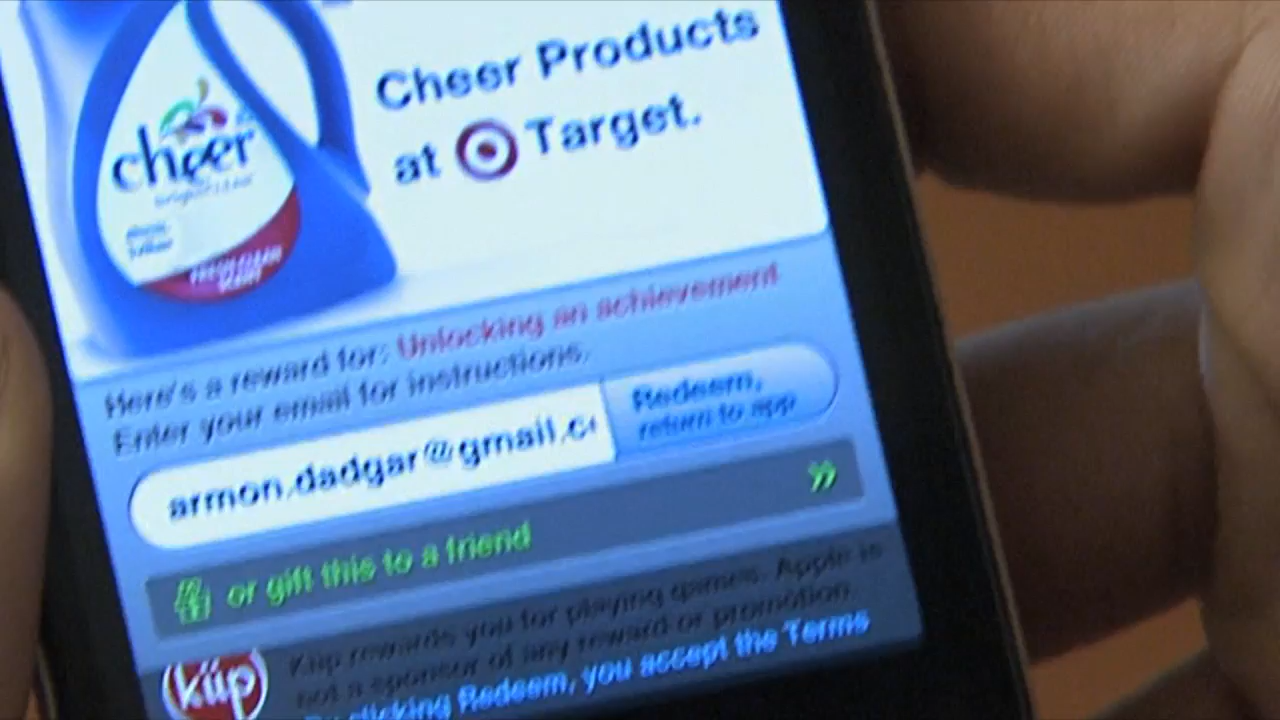 Cheer Products
at Target.
cheer
Here's a reward for: Unlocking an achievement
Enter your email for instructions.
Redeem,
return to app
armon.dadgar@gmail.c
or gift this to a friend
kiip
Kiip rewards you for playing games. Apple is
not a sponsor of any reward or promotion.
By clicking Redeem, you accept the Terms